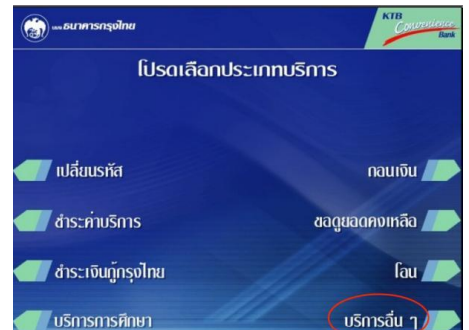 บมจ. ธนาคารกรุงไทย
KTB
Convenience
Bank
โปรดเลือกประเภทบริการ
เปลี่ยนรหัส
ถอนเงิน
ชำระค่าบริการ
ขอดูยอดคงเหลือ
ชำระเงินกู้กรุงไทย
โอน
บริการการศึกษา
บริการอื่น ๆ